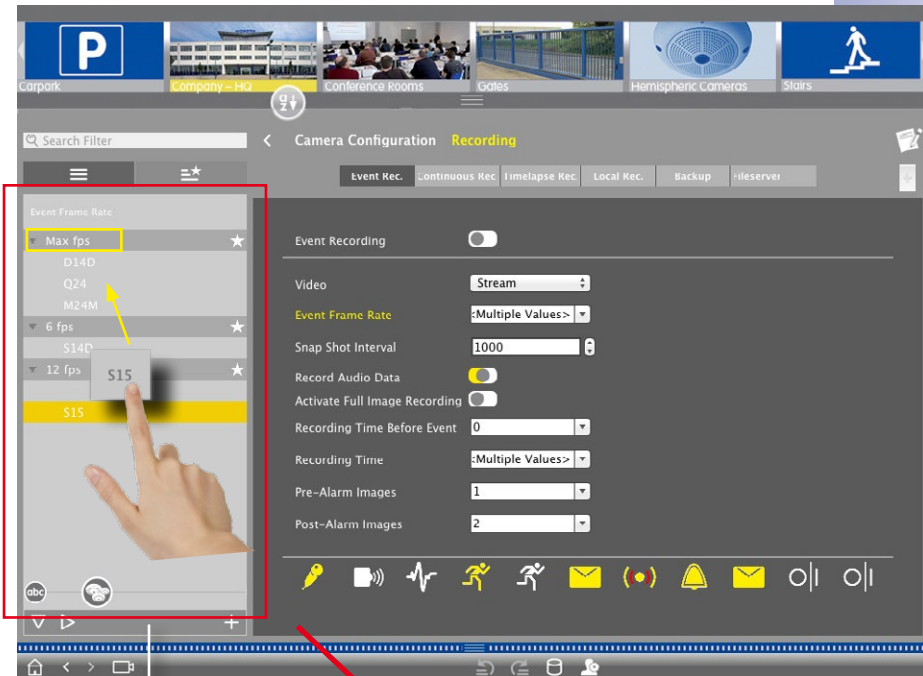 P
Carpark
Company – HQ
Conference Rooms
Gates
Hemispheric Cameras
Stairs
Search Filter
Camera Configuration Recording
Event Rec. Continuous Rec Timelapse Rec Local Rec. Backup Fileserver
Event Frame Rate
Max fps
D14D
Q24
M24M
6 fps
S14D
12 fps
S15
S15
Event Recording
Video Stream
Event Frame Rate <Multiple Values>
Snap Shot Interval 1000
Record Audio Data
Activate Full Image Recording
Recording Time Before Event 0
Recording Time <Multiple Values>
Pre-Alarm Images 1
Post-Alarm Images 2
abc